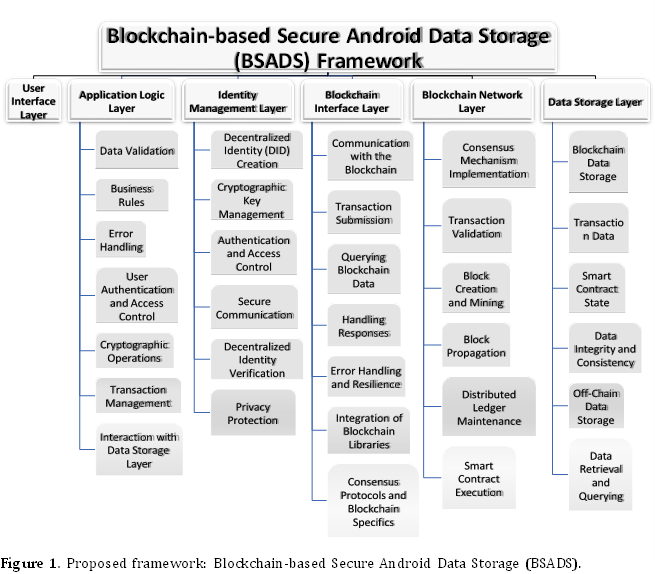 Blockchain-based Secure Android Data Storage
(BSADS) Framework
User
Interface
Layer
Application Logic
Layer
Data Validation
Business
Rules
Error
Handling
User
Authentication
and Access
Control
Cryptographic
Operations
Transaction
Management
Interaction with
Data Storage
Layer
Identity
Management Layer
Decentralized
Identity (DID)
Creation
Cryptographic
Key
Management
Authentication
and Access
Control
Secure
Communication
Decentralized
Identity
Verification
Privacy
Protection
Blockchain
Interface Layer
Communication
with the
Blockchain
Transaction
Submission
Querying
Blockchain
Data
Handling
Responses
Error Handling
and Resilience
Integration of
Blockchain
Libraries
Consensus
Protocols and
Blockchain
Specifics
Blockchain Network
Layer
Consensus
Mechanism
Implementation
Transaction
Validation
Block
Creation
and Mining
Block
Propagation
Distributed
Ledger
Maintenance
Smart
Contract
Execution
Data Storage Layer
Blockchain
Data
Storage
Transactio
n Data
Smart
Contract
State
Data
Integrity and
Consistency
Off-Chain
Data
Storage
Data
Retrieval
and
Querying
Figure 1. Proposed framework: Blockchain-based Secure Android Data Storage (BSADS).